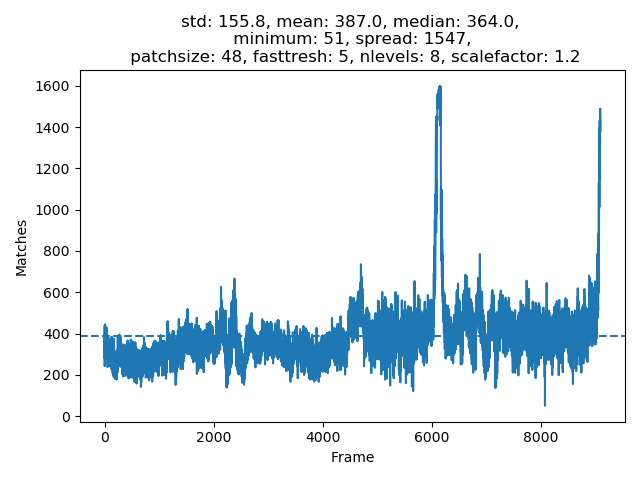 std: 155.8, mean: 387.0, median: 364.0,
minimum: 51, spread: 1547,
patchsize: 48, fasttresh: 5, nlevels: 8, scalefactor: 1.2
1600
1400
1200
1000
800
600
400
200
0
Matches
0 2000 4000 6000 8000
Frame